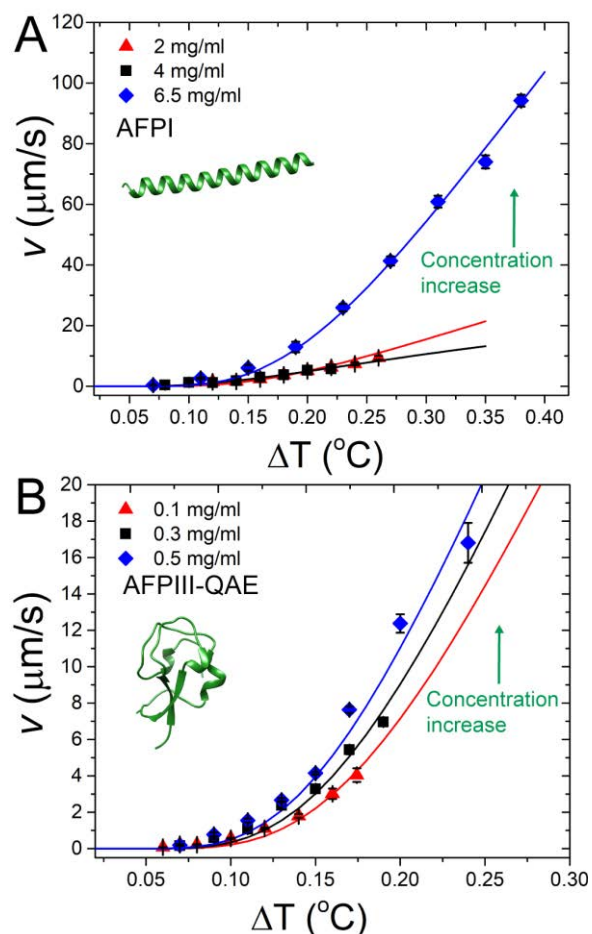 A
120
100
80
60
40
20
0
v (μm/s)
2 mg/ml
4 mg/ml
6.5 mg/ml
AFPI
Concentration
increase
0.05 0.10 0.15 0.20 0.25 0.30 0.35 0.40
ΔT (°C)
B
20
18
16
14
12
10
8
6
4
2
0
v (μm/s)
0.1 mg/ml
0.3 mg/ml
0.5 mg/ml
AFPIII-QAE
Concentration
increase
0.05 0.10 0.15 0.20 0.25 0.30
ΔT (°C)